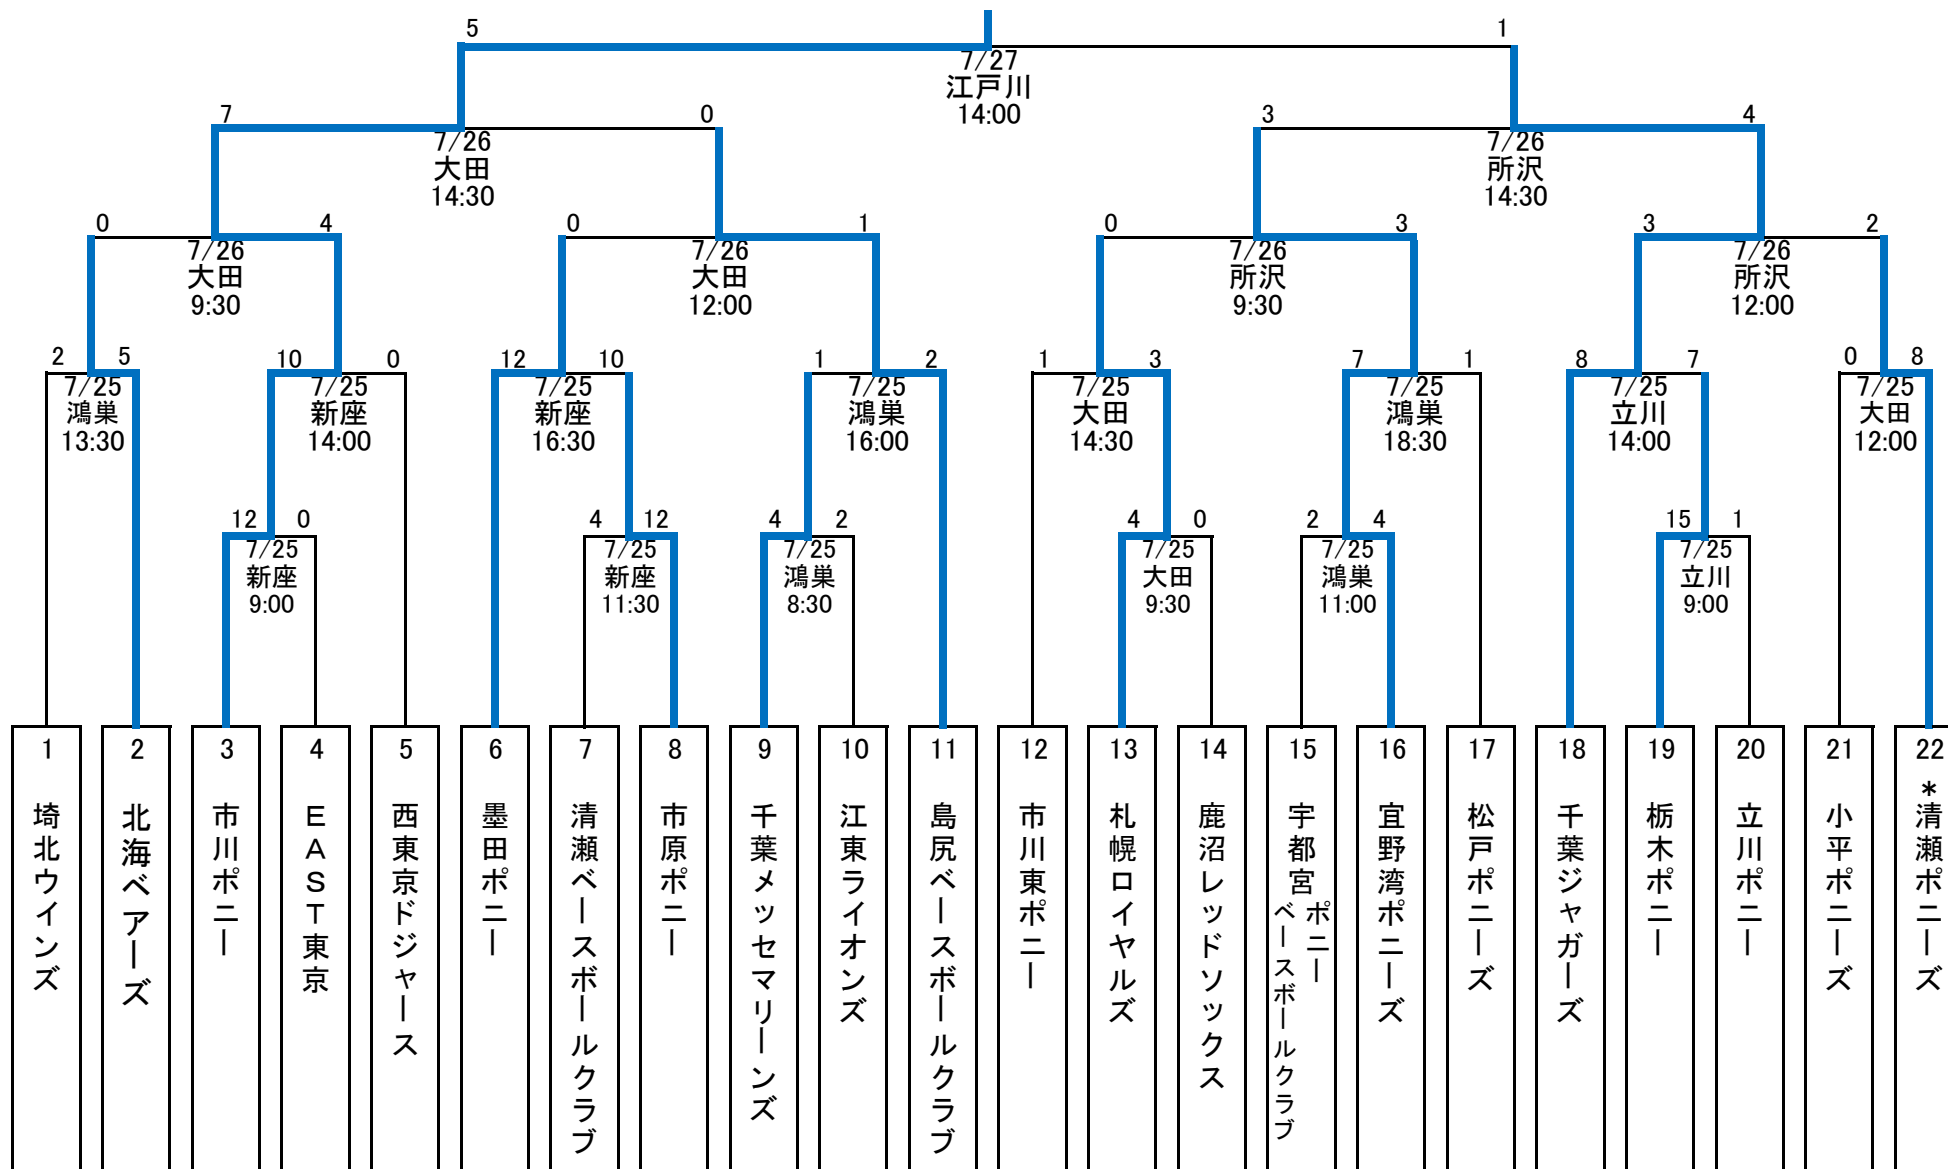 5 1
7/27
江戸川
14:00
7 0 3 4
7/26 7/26
大田 所沢
14:30 14:30
0 4 0 1 0 3 3 2
7/26 7/26 7/26 7/26
大田 大田 所沢 所沢
9:30 12:00 9:30 12:00
2 5 10 0 12 10 1 2 1 3 7 1 8 7 0 8
7/25 7/25 7/25 7/25 7/25 7/25 7/25 7/25
鴻巣 新座 新座 鴻巣 大田 鴻巣 立川 大田
13:30 14:00 16:30 16:00 14:30 18:30 14:00 12:00
12 0 4 12 4 2 4 0 2 4 15 1
7/25 7/25 7/25 7/25 7/25 7/25
新座 新座 鴻巣 大田 鴻巣 立川
9:00 11:30 8:30 9:30 11:00 9:00
1 埼北ウインズ
2 北海ベアーズ
3 市川ポニー
4 EAST東京
5 西東京ドジャース
6 墨田ポニー
7 清瀬ベースボールクラブ
8 市原ポニー
9 千葉メッセマリーンズ
10 江東ライオンズ
11 島尻ベースボールクラブ
12 市川東ポニー
13 札幌ロイヤルズ
14 鹿沼レッドソックス
15 宇都宮ポニーベースボールクラブ
16 宜野湾ポニーズ
17 松戸ポニーズ
18 千葉ジャガーズ
19 栃木ポニー
20 立川ポニー
21 小平ポニーズ
22 *清瀬ポニーズ